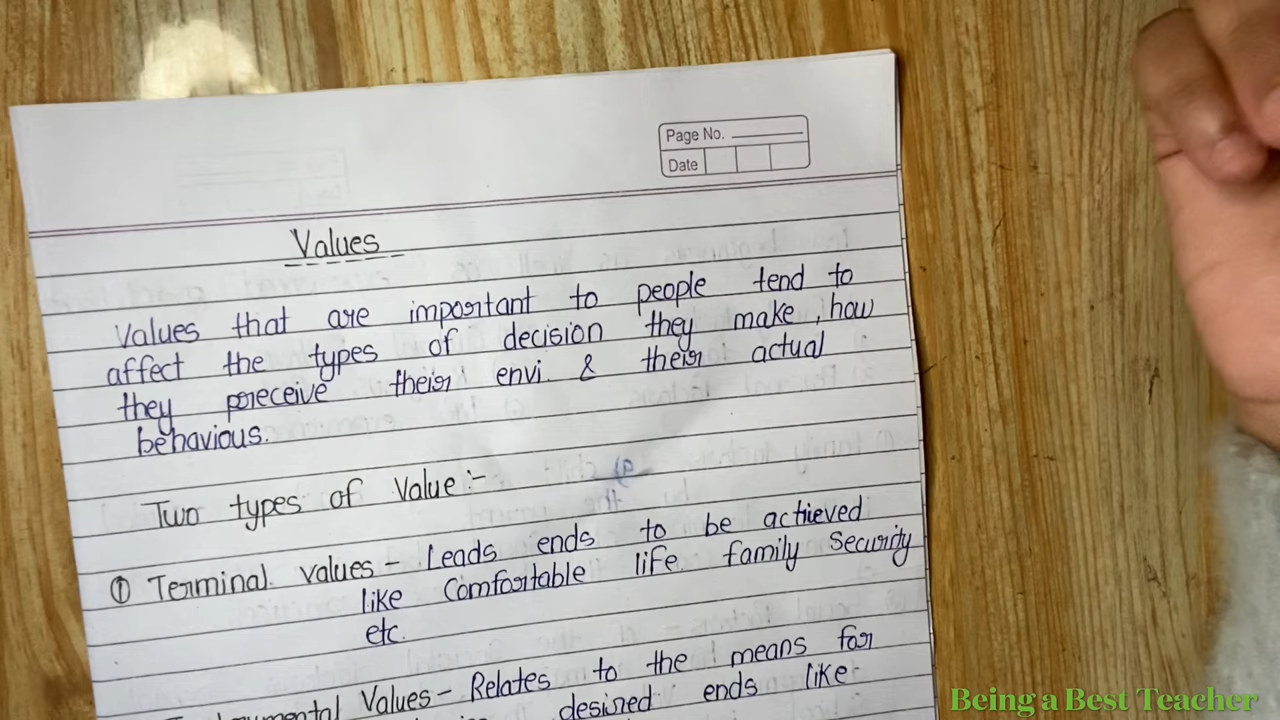 Page No.
Date
Values
Values that are important to people tend to
affect the types of decision they make, how
they perceive their envi. & their actual
behavious.
Two types of Value:-
① Terminal values - Leads ends to be achieved
like Comfortable life. family Security
etc.
Values - Relates to the means for
desired ends like
Being a Best Teacher